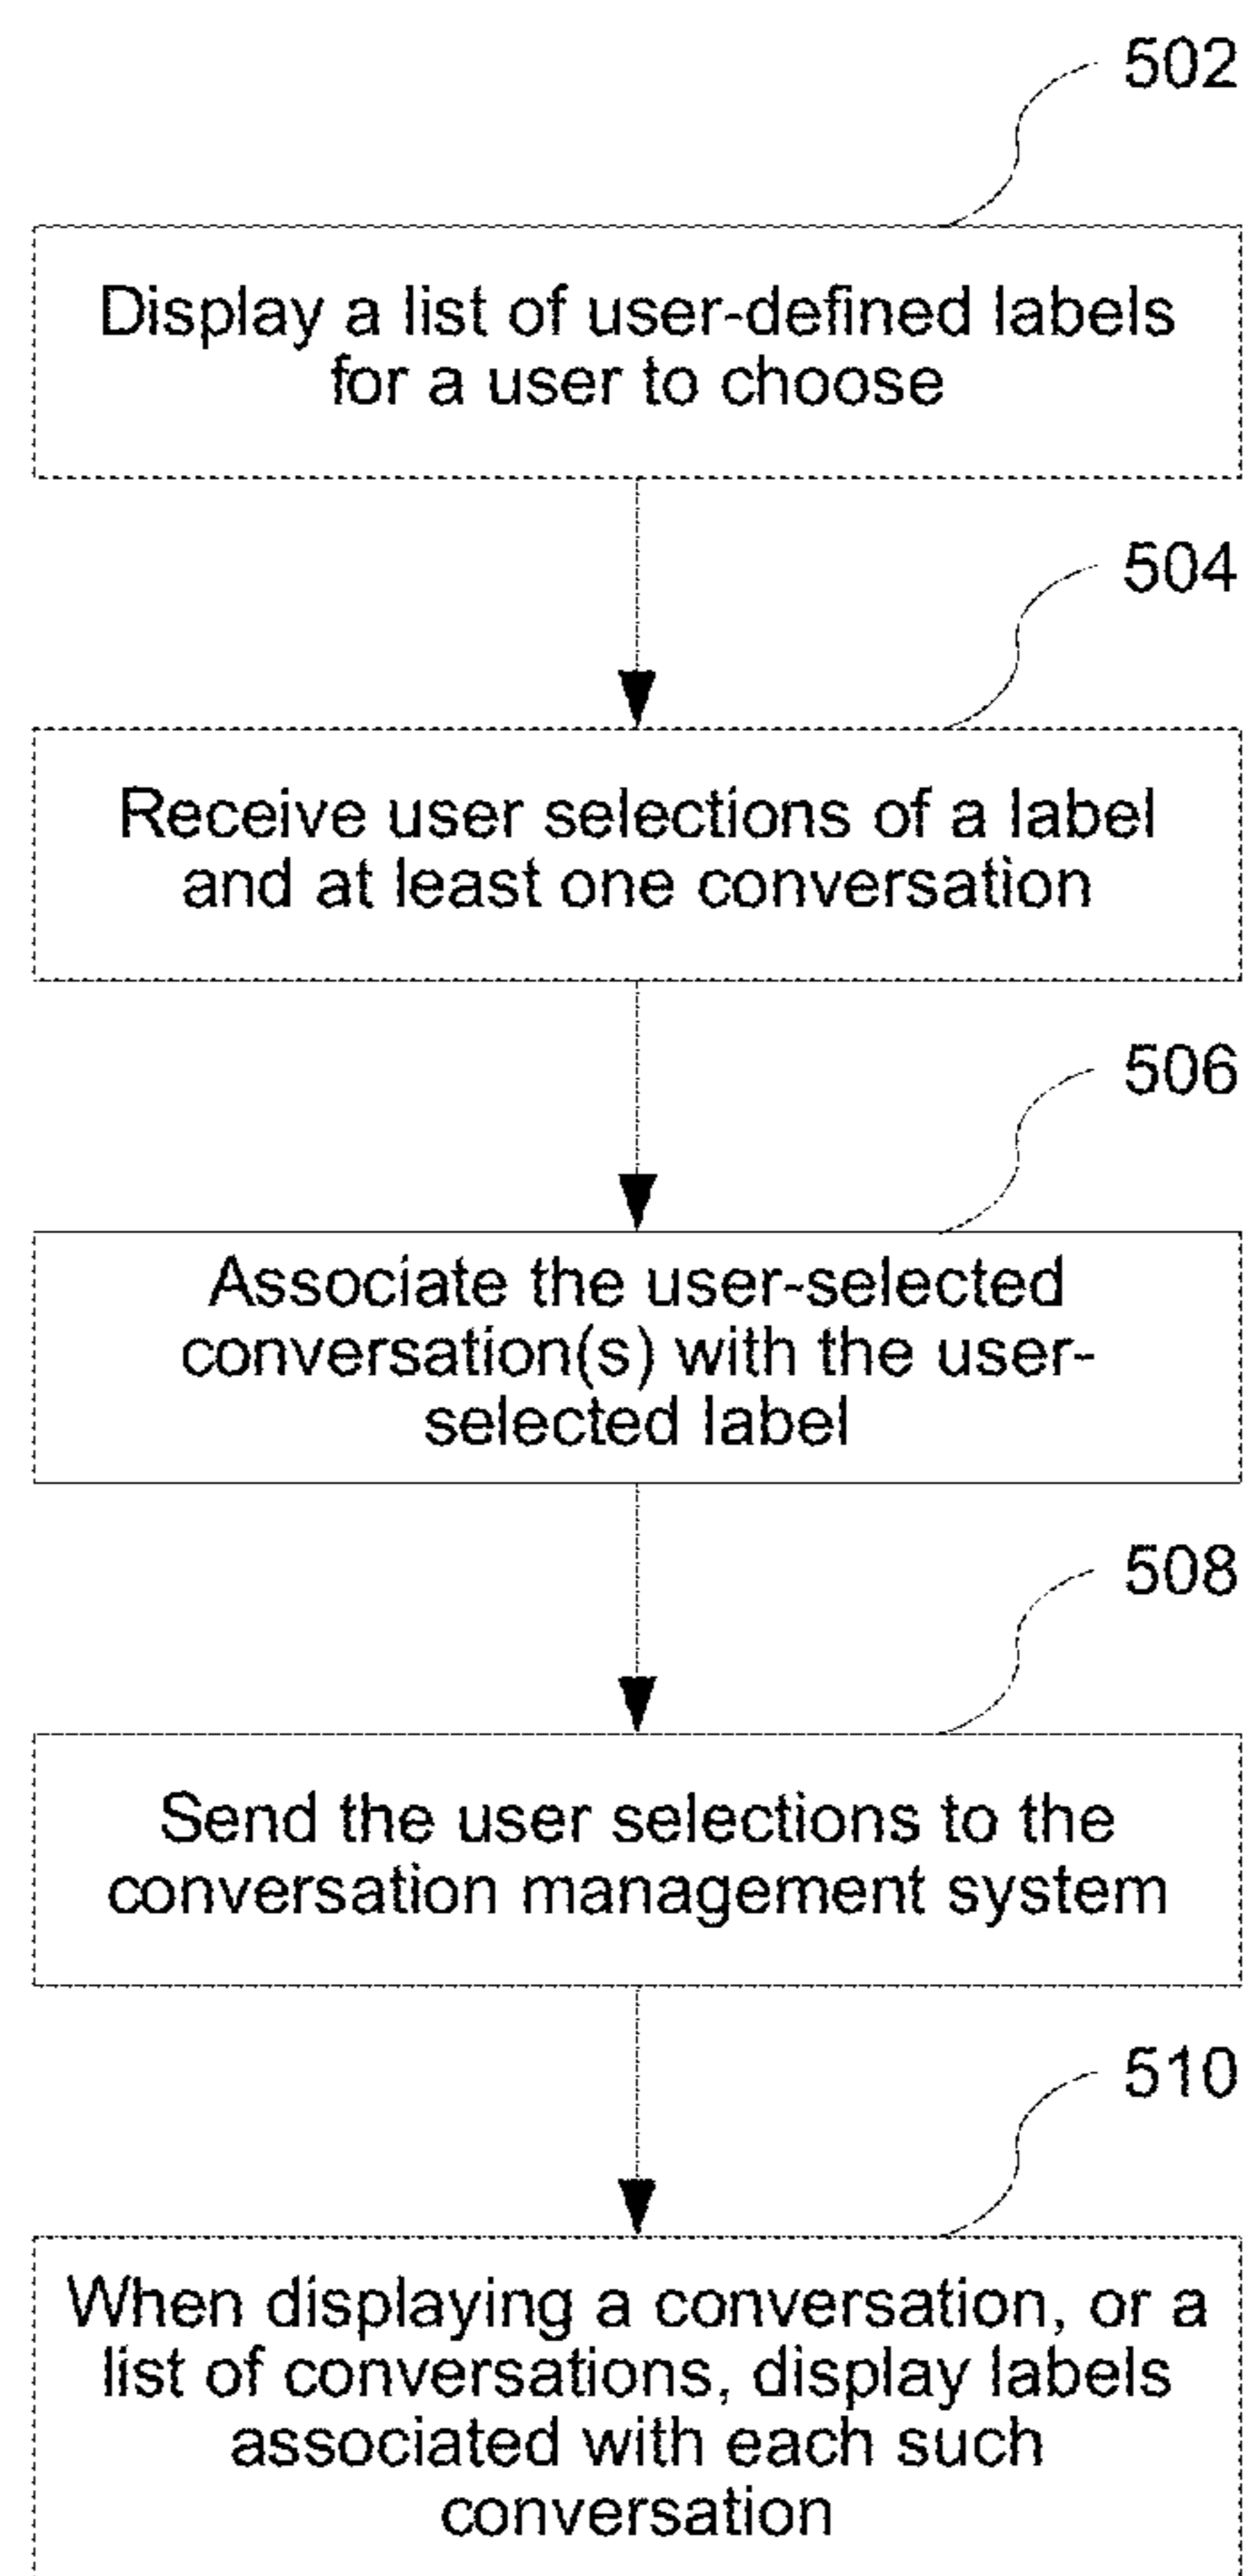 502
Display a list of user-defined labels
for a user to choose
504
Receive user selections of a label
and at least one conversation
506
Associate the user-selected
conversation(s) with the user-
selected label
508
Send the user selections to the
conversation management system
510
When displaying a conversation, or a
list of conversations, display labels
associated with each such
conversation